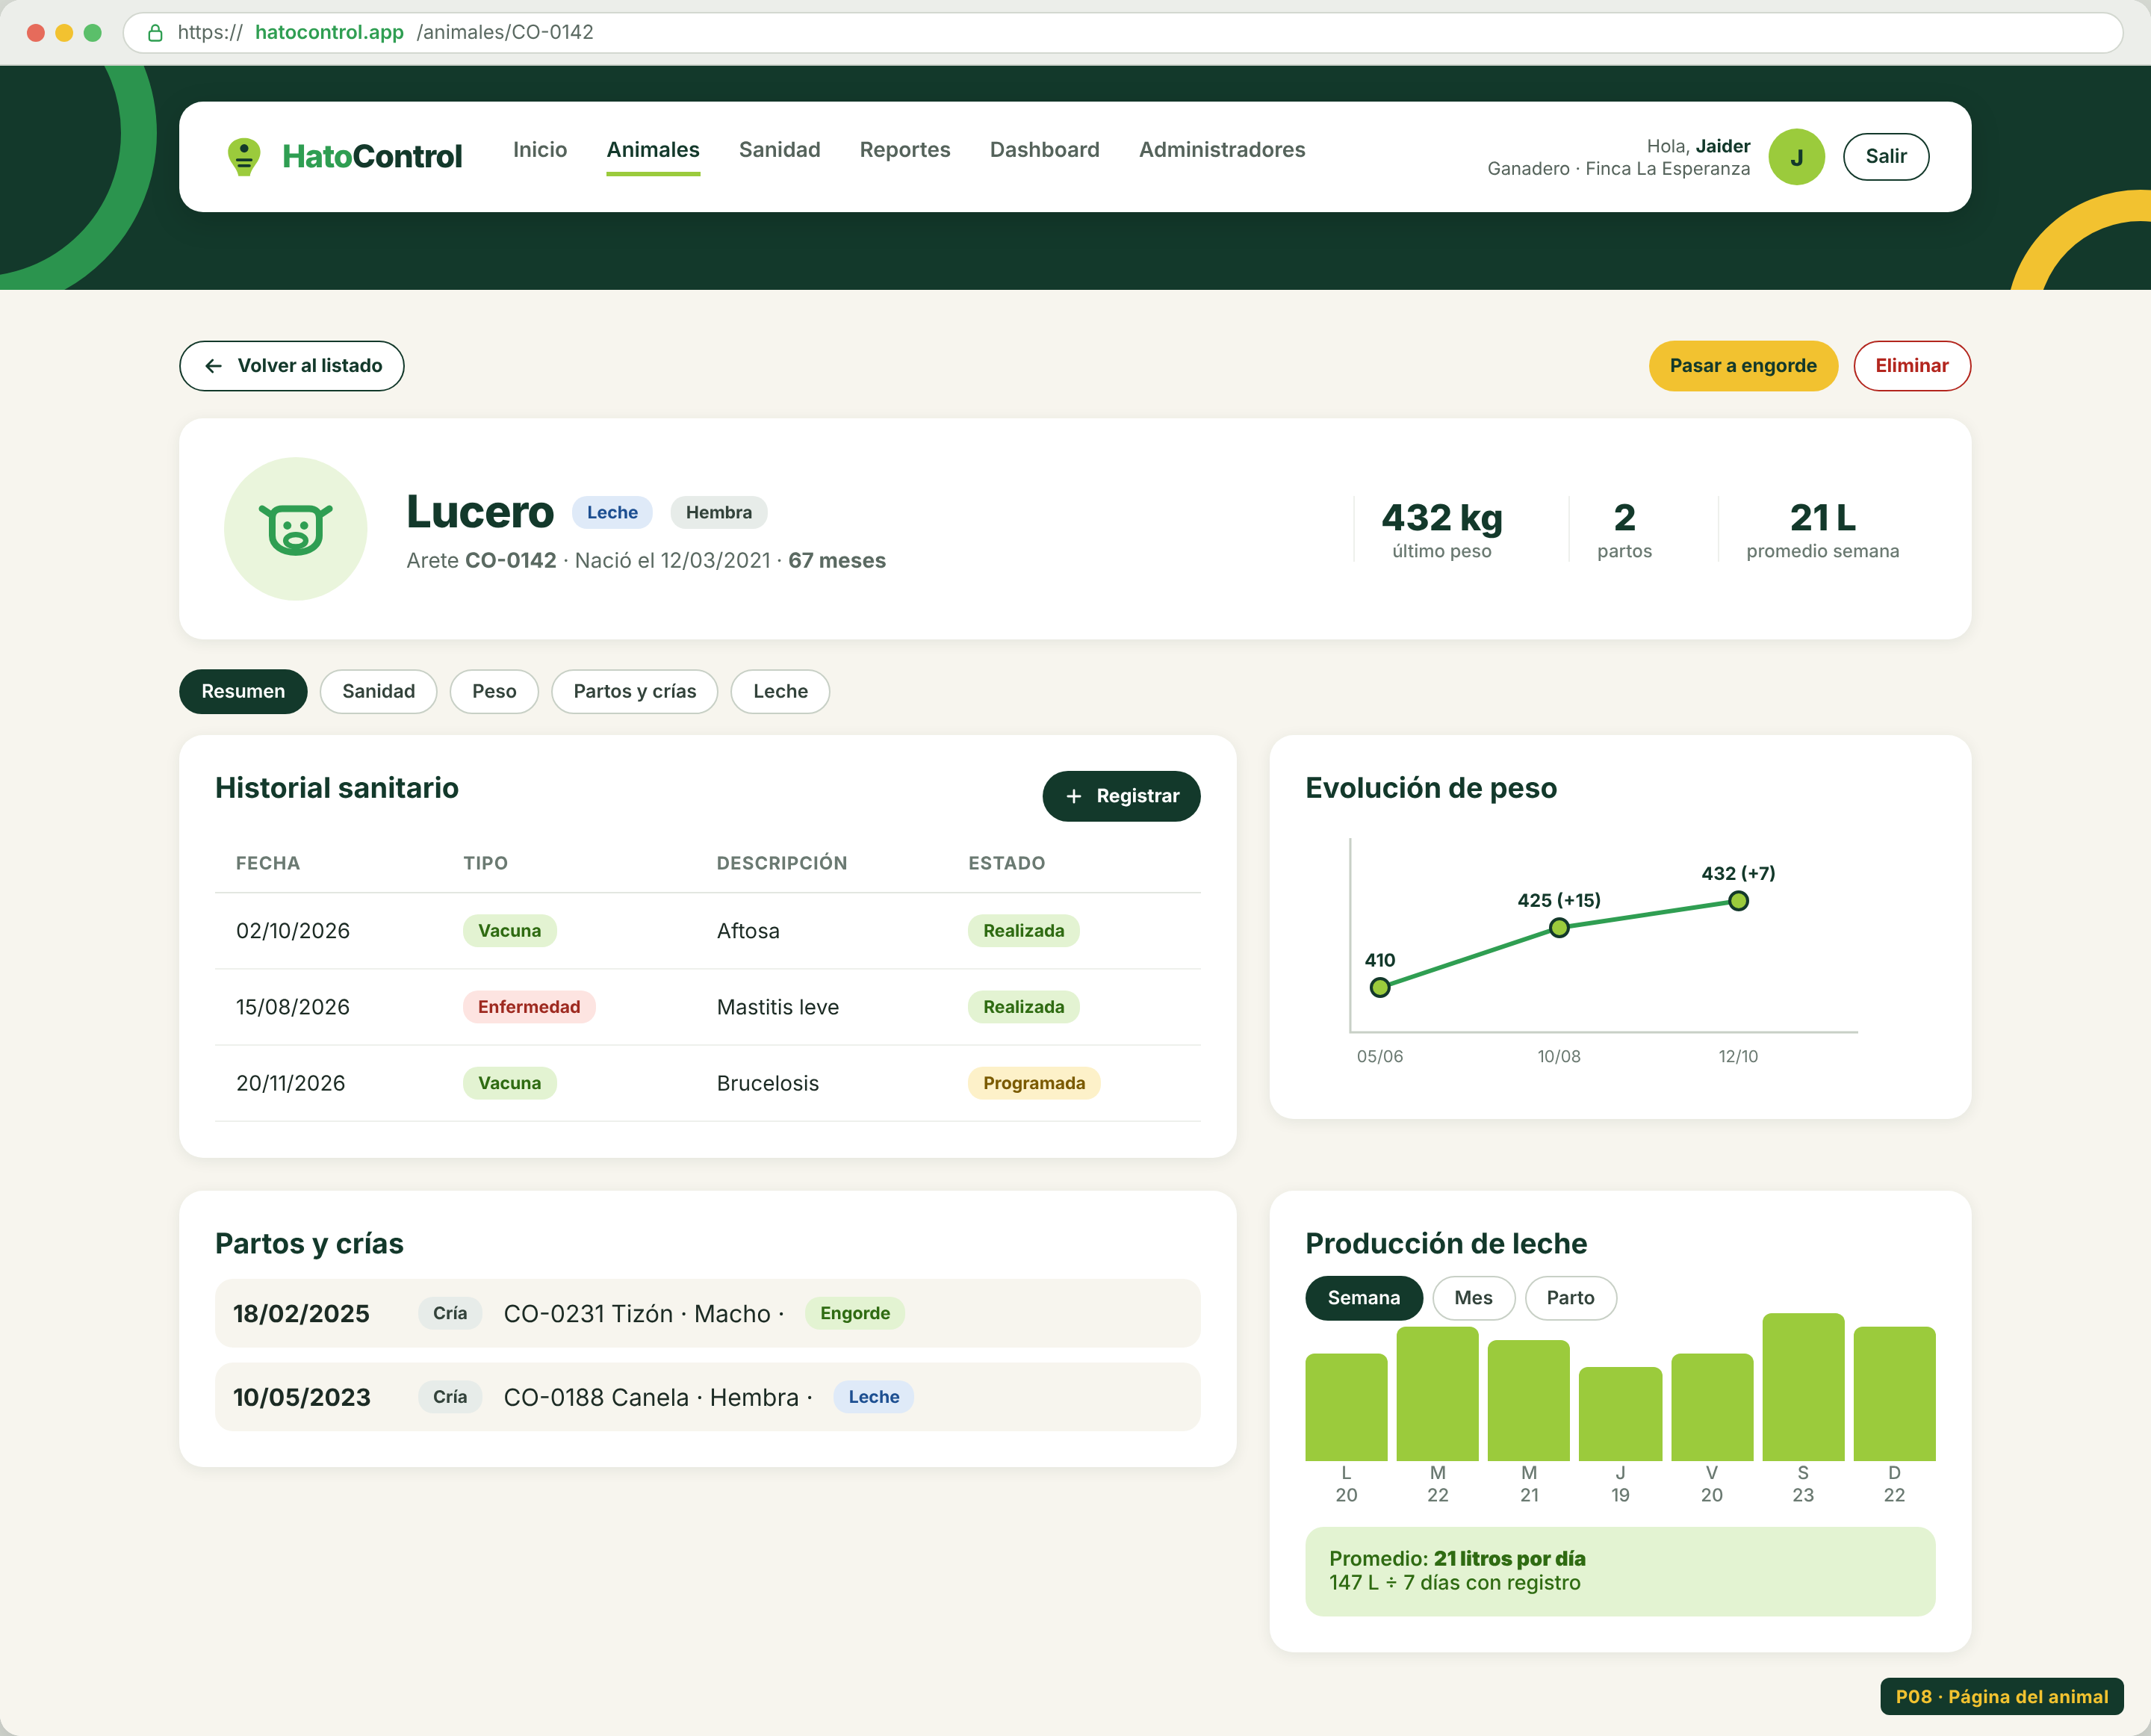 https:// hatocontrol.app /animales/CO-0142
HatoControl
Inicio Animales Sanidad Reportes Dashboard Administradores
Hola, Jaider
Ganadero · Finca La Esperanza
J
Salir
Volver al listado
Pasar a engorde
Eliminar
Lucero Leche Hembra
Arete CO-0142 · Nació el 12/03/2021 · 67 meses
432 kg
último peso
2
partos
21 L
promedio semana
Resumen Sanidad Peso Partos y crías Leche
Historial sanitario
+ Registrar
FECHA TIPO DESCRIPCIÓN ESTADO
02/10/2026 Vacuna Aftosa Realizada
15/08/2026 Enfermedad Mastitis leve Realizada
20/11/2026 Vacuna Brucelosis Programada
Evolución de peso
432 (+7)
425 (+15)
410
05/06 10/08 12/10
Partos y crías
18/02/2025 Cría CO-0231 Tizón · Macho · Engorde
10/05/2023 Cría CO-0188 Canela · Hembra · Leche
Producción de leche
Semana Mes Parto
L M M J V S D
20 22 21 19 20 23 22
Promedio: 21 litros por día
147 L ÷ 7 días con registro
P08 · Página del animal